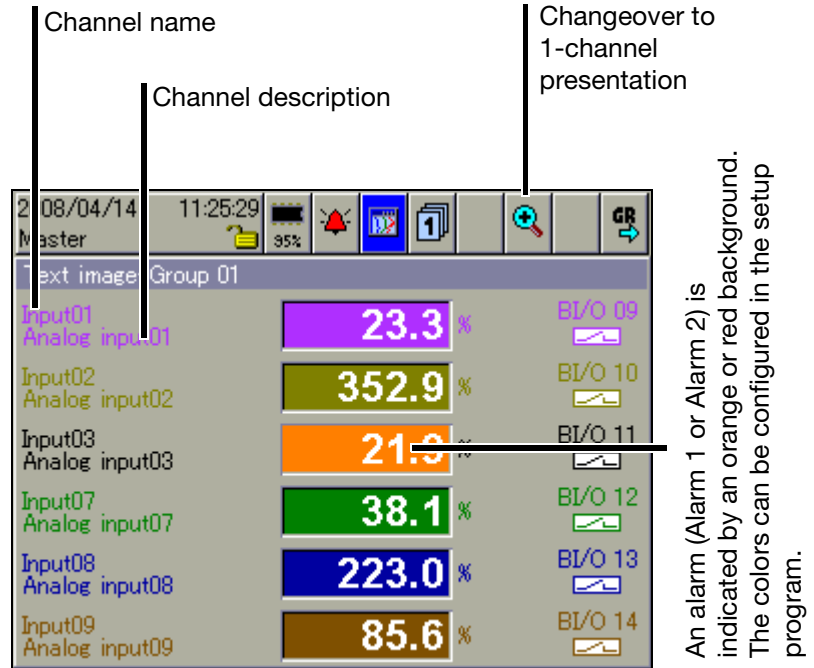 Channel name
Changeover to
1-channel
presentation
Channel description
2008/04/14 11:25:29
Master
95%
1
GR
Text image Group 01
Input01
Analog input01
23.3 %
BI/O 09
Input02
Analog input02
352.9 %
BI/O 10
Input03
Analog input03
21.9 %
BI/O 11
Input07
Analog input07
38.1 %
BI/O 12
Input08
Analog input08
223.0 %
BI/O 13
Input09
Analog input09
85.6 %
BI/O 14
An alarm (Alarm 1 or Alarm 2) is
indicated by an orange or red background.
The colors can be configured in the setup
program.